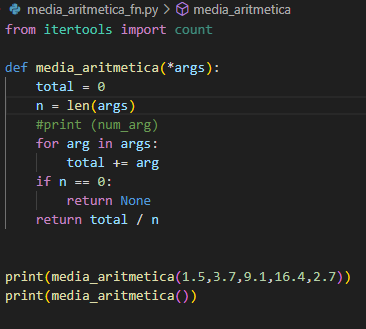 media_aritmetica_fn.py > media_aritmetica
from itertools import count
def media_aritmetica(*args):
    total = 0
    n = len(args)
    #print (num_arg)
    for arg in args:
        total += arg
    if n == 0:
        return None
    return total / n
print(media_aritmetica(1.5,3.7,9.1,16.4,2.7))
print(media_aritmetica())